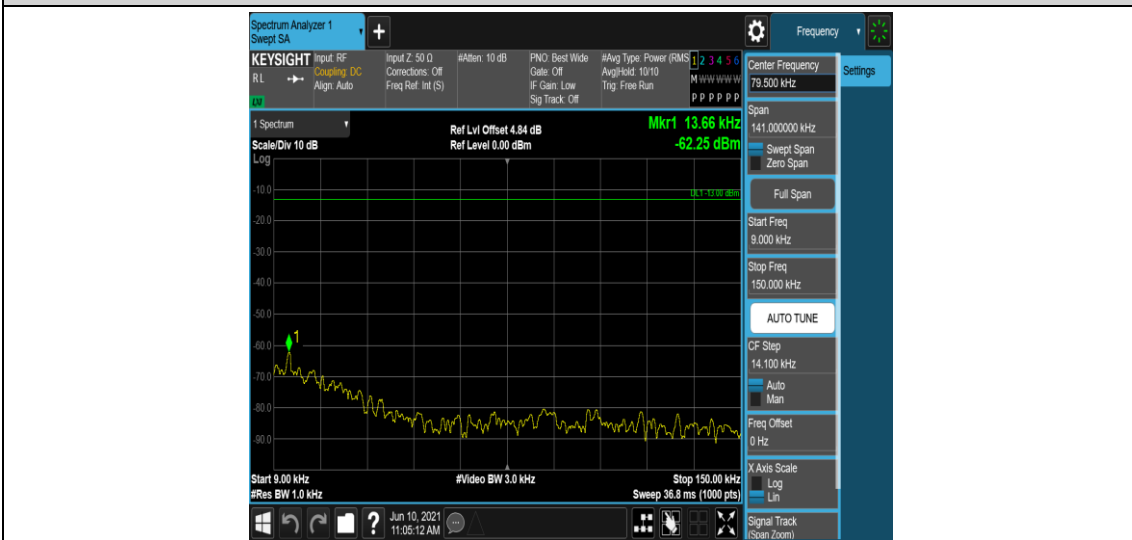 Spectrum Analyzer 1
Swept SA
+
Frequency
KEYSIGHT
RL
LXI
Input: RF
Coupling: DC
Align: Auto
Input Z: 50 Ω
Corrections: Off
Freq Ref: Int (S)
#Atten: 10 dB
PNO: Best Wide
Gate: Off
IF Gain: Low
Sig Track: Off
#Avg Type: Power (RMS
Avg|Hold: 10/10
Trig: Free Run
1 2 3 4 5 6
M W W W W W
P P P P P P
Center Frequency
79.500 kHz
Settings
Span
141.000000 kHz
Swept Span
Zero Span
Full Span
Start Freq
9.000 kHz
Stop Freq
150.000 kHz
AUTO TUNE
CF Step
14.100 kHz
Auto
Man
Freq Offset
0 Hz
X Axis Scale
Log
Lin
Signal Track
(Span Zoom)
1 Spectrum
Scale/Div 10 dB
Ref Lvl Offset 4.84 dB
Ref Level 0.00 dBm
Mkr1 13.66 kHz
-62.25 dBm
Log
DL1 -13.00 dBm
-10.0
-20.0
-30.0
-40.0
-50.0
1
-60.0
-70.0
-80.0
-90.0
Start 9.00 kHz
#Video BW 3.0 kHz
Stop 150.00 kHz
#Res BW 1.0 kHz
Sweep 36.8 ms (1000 pts)
?
Jun 10, 2021
11:05:12 AM